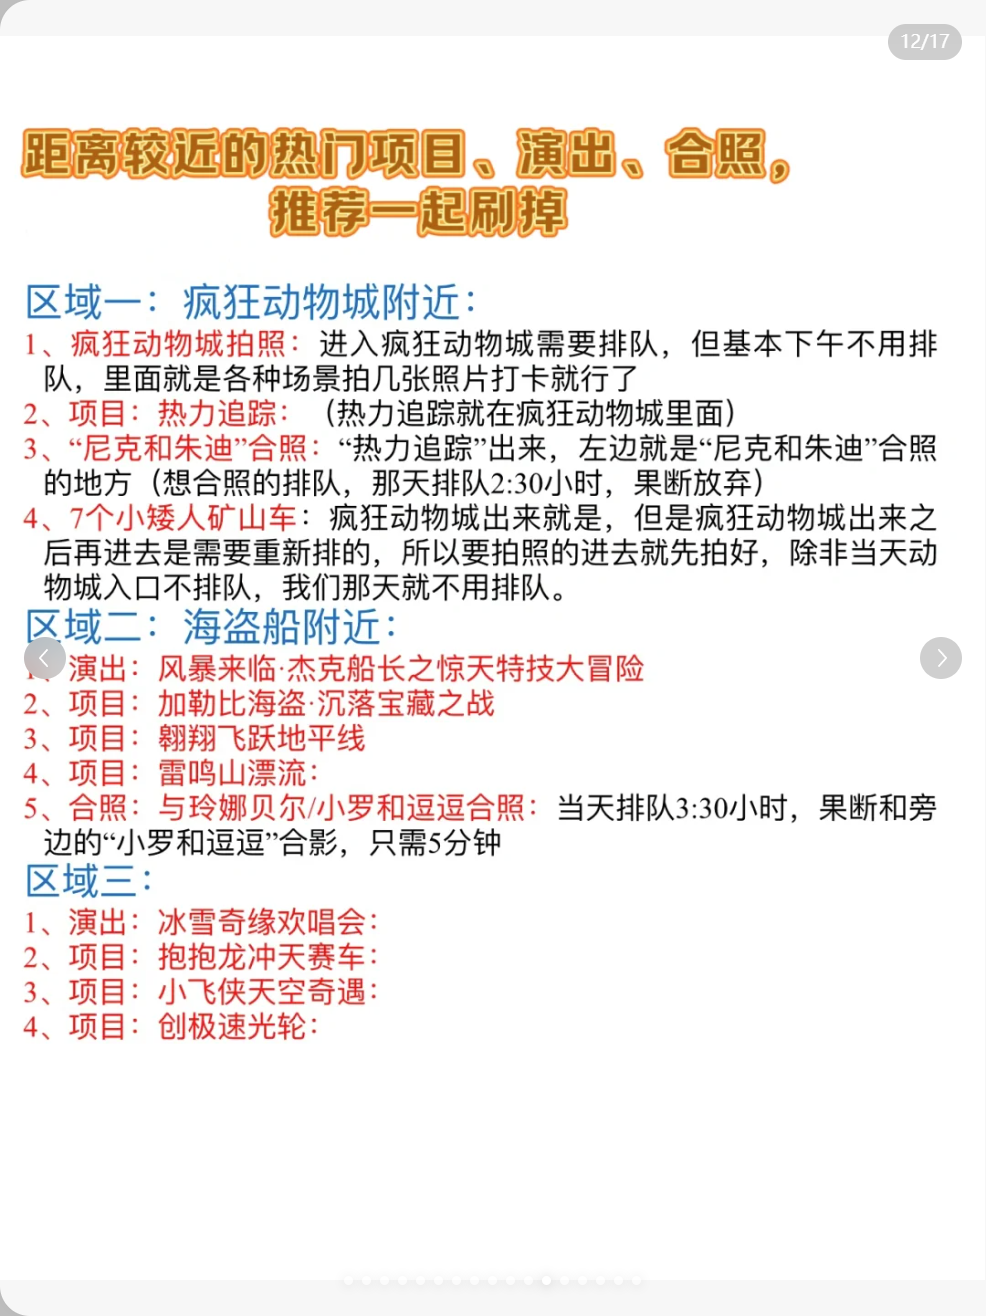 12/17
距离较近的热门项目、演出、合照，
推荐一起刷掉
区域一：疯狂动物城附近：
1、疯狂动物城拍照：进入疯狂动物城需要排队，但基本下午不用排
队，里面就是各种场景拍几张照片打卡就行了
2、项目：热力追踪：（热力追踪就在疯狂动物城里面）
3、“尼克和朱迪”合照：“热力追踪”出来，左边就是“尼克和朱迪”合照
的地方（想合照的排队，那天排队2:30小时，果断放弃）
4、7个小矮人矿山车：疯狂动物城出来就是，但是疯狂动物城出来之
后再进去是需要重新排的，所以要拍照的进去就先拍好，除非当天动
物城入口不排队，我们那天就不用排队。
区域二：海盗船附近：
1、演出：风暴来临·杰克船长之惊天特技大冒险
2、项目：加勒比海盗·沉落宝藏之战
3、项目：翱翔飞跃地平线
4、项目：雷鸣山漂流：
5、合照：与玲娜贝尔/小罗和逗逗合照：当天排队3:30小时，果断和旁
边的“小罗和逗逗”合影，只需5分钟
区域三：
1、演出：冰雪奇缘欢唱会：
2、项目：抱抱龙冲天赛车：
3、项目：小飞侠天空奇遇：
4、项目：创极速光轮：